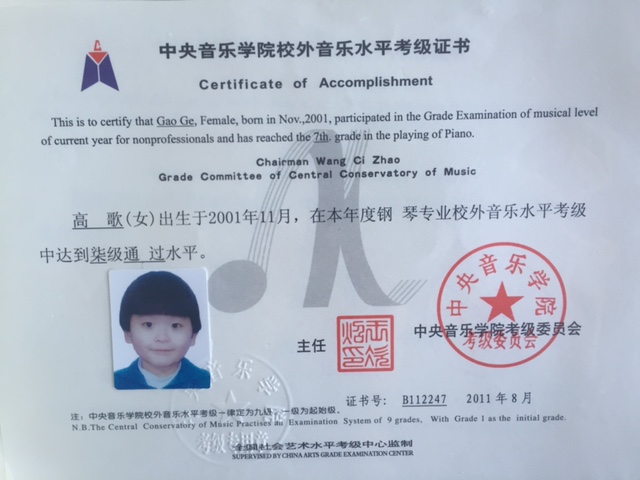 中央音乐学院校外音乐水平考级证书
Certificate of Accomplishment
This is to certify that Gao Ge, Female, born in Nov.,2001, participated in the Grade Examination of musical level
of current year for nonprofessionals and has reached the 7th. grade in the playing of Piano.
Chairman Wang Ci Zhao
Grade Committee of Central Conservatory of Music
高 歌(女)出生于2001年11月，在本年度钢 琴专业校外音乐水平考级
中达到柒级通 过水平。
中央音乐学院
考级委员会
主任
中央音乐学院考级委员会
证书号: B112247 2011年8月
注：中央音乐学院校外音乐水平考级一律定为九级，一级为起始级。
N.B.The Central Conservatory of Music Practises an Examination System of 9 grades, With Grade 1 as the initial grade.
考级专用章
全国社会艺术水平考级中心监制
SUPERVISED BY CHINA ARTS GRADE EXAMINATION CENTER